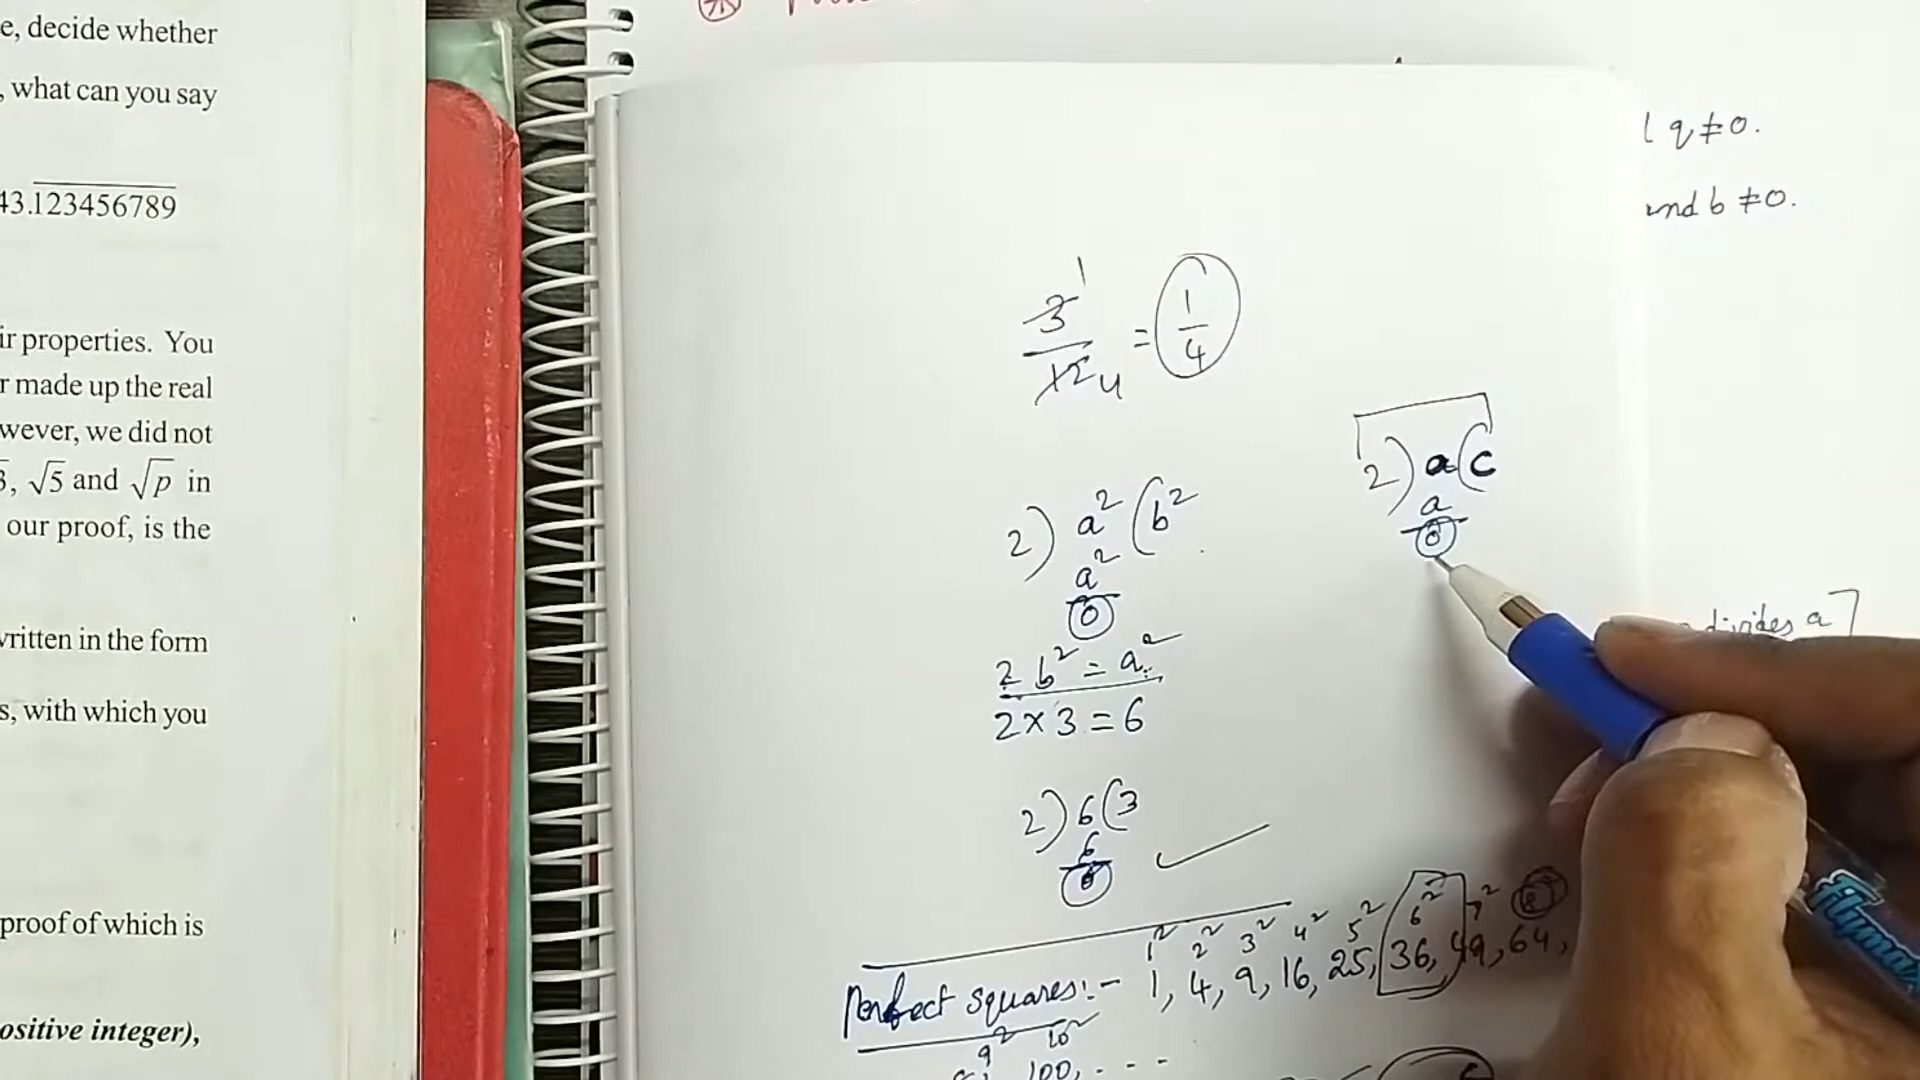 e, decide whether
, what can you say
43.123456789
ir properties. You
r made up the real
wever, we did not
√5 and √p in
our proof, is the
written in the form
s, with which you
proof of which is
ositive integer),
q ≠ 0.
and b ≠ 0.
3 1
12 4 = 1/4
2) a² (b²
a²
0
2b² = a²
2 × 3 = 6
2) 6 (3
6
0
2) a (c
a
0
divides a]
1² 2² 3² 4² 5² 6² 7²
Perfect Squares:- 1, 4, 9, 16, 25, 36, 49, 64,
9² 10²
100, - - -